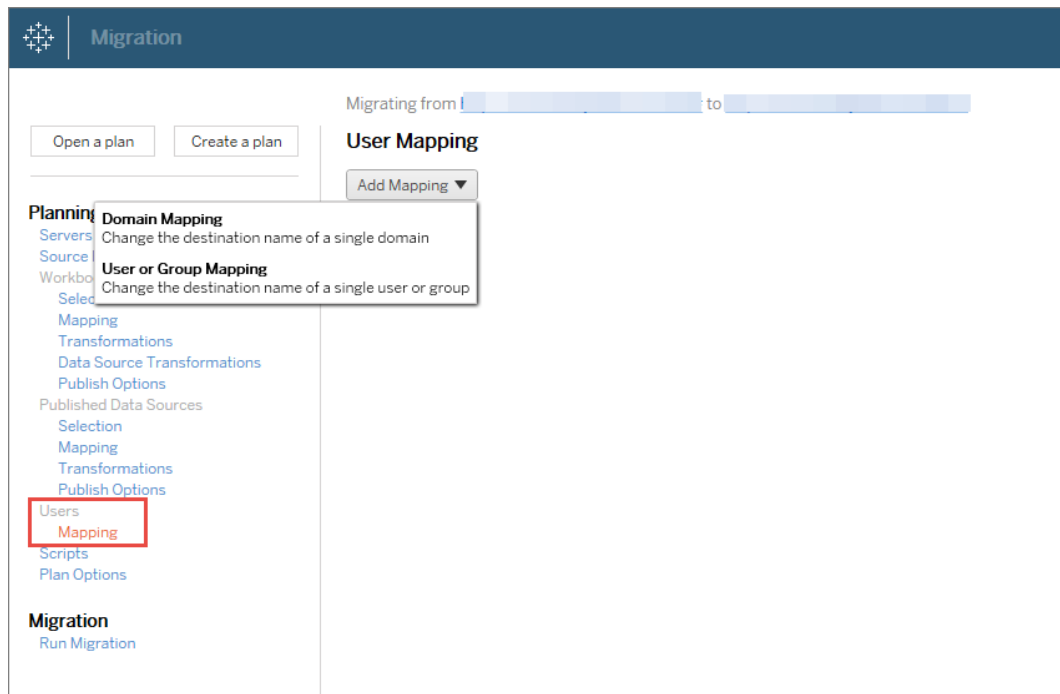 Migration
Migrating from
to
Open a plan
Create a plan
User Mapping
Add Mapping ▼
Domain Mapping
Change the destination name of a single domain
User or Group Mapping
Change the destination name of a single user or group
Planning
Servers
Source
Selec
Mapping
Transformations
Data Source Transformations
Publish Options
Published Data Sources
Selection
Mapping
Transformations
Publish Options
Users
Mapping
Scripts
Plan Options
Migration
Run Migration